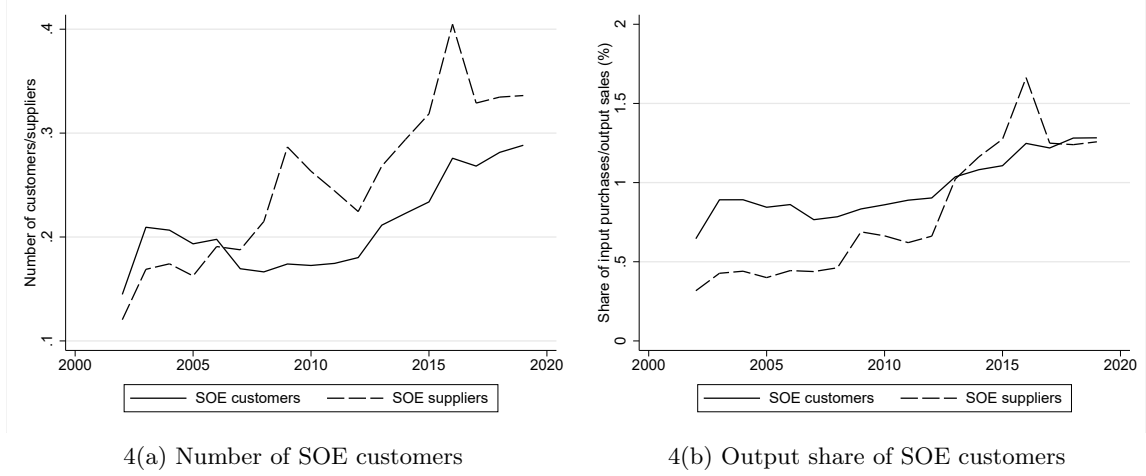 Number of customers/suppliers
.4
.3
.2
.1
2000 2005 2010 2015 2020
SOE customers SOE suppliers
4(a) Number of SOE customers
Share of input purchases/output sales (%)
2
1.5
1
.5
0
2000 2005 2010 2015 2020
SOE customers SOE suppliers
4(b) Output share of SOE customers